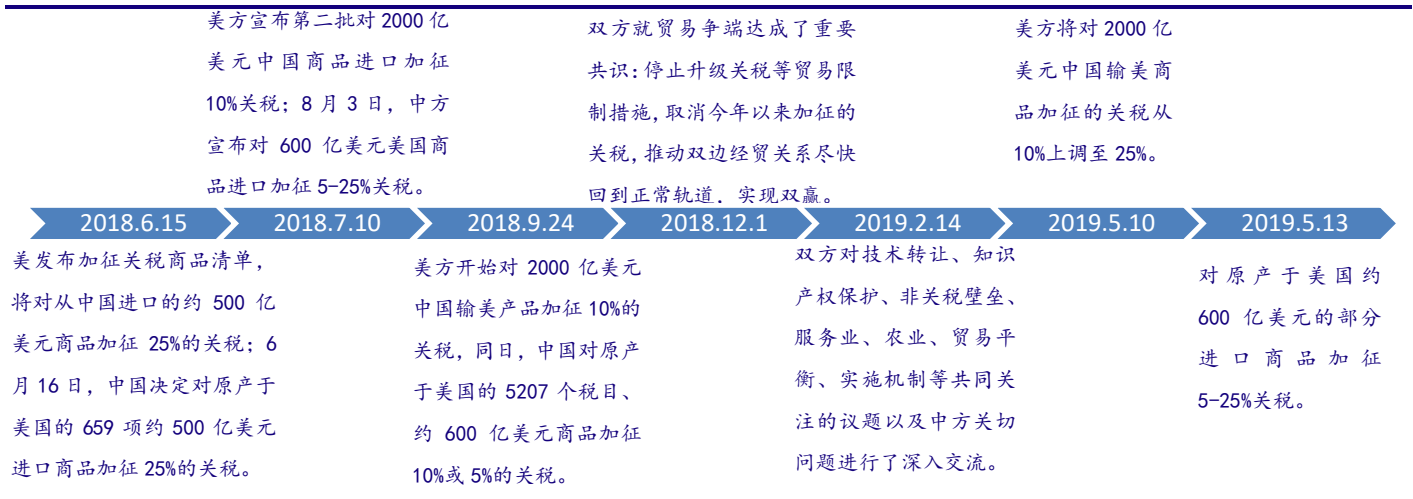 美方宣布第二批对 2000 亿
美元中国商品进口加征
10%关税；8 月 3 日，中方
宣布对 600 亿美元美国商
品进口加征 5-25%关税。
双方就贸易争端达成了重要
共识：停止升级关税等贸易限
制措施，取消今年以来加征的
关税，推动双边经贸关系尽快
回到正常轨道．实现双赢。
美方将对 2000 亿
美元中国输美商
品加征的关税从
10%上调至 25%。
2018.6.15
2018.7.10
2018.9.24
2018.12.1
2019.2.14
2019.5.10
2019.5.13
美发布加征关税商品清单，
将对从中国进口的约 500 亿
美元商品加征 25%的关税；6
月 16 日，中国决定对原产于
美国的 659 项约 500 亿美元
进口商品加征 25%的关税。
美方开始对 2000 亿美元
中国输美产品加征 10%的
关税，同日，中国对原产
于美国的 5207 个税目、
约 600 亿美元商品加征
10%或 5%的关税。
双方对技术转让、知识
产权保护、非关税壁垒、
服务业、农业、贸易平
衡、实施机制等共同关
注的议题以及中方关切
问题进行了深入交流。
对原产于美国约
600 亿美元的部分
进口商品加征
5-25%关税。